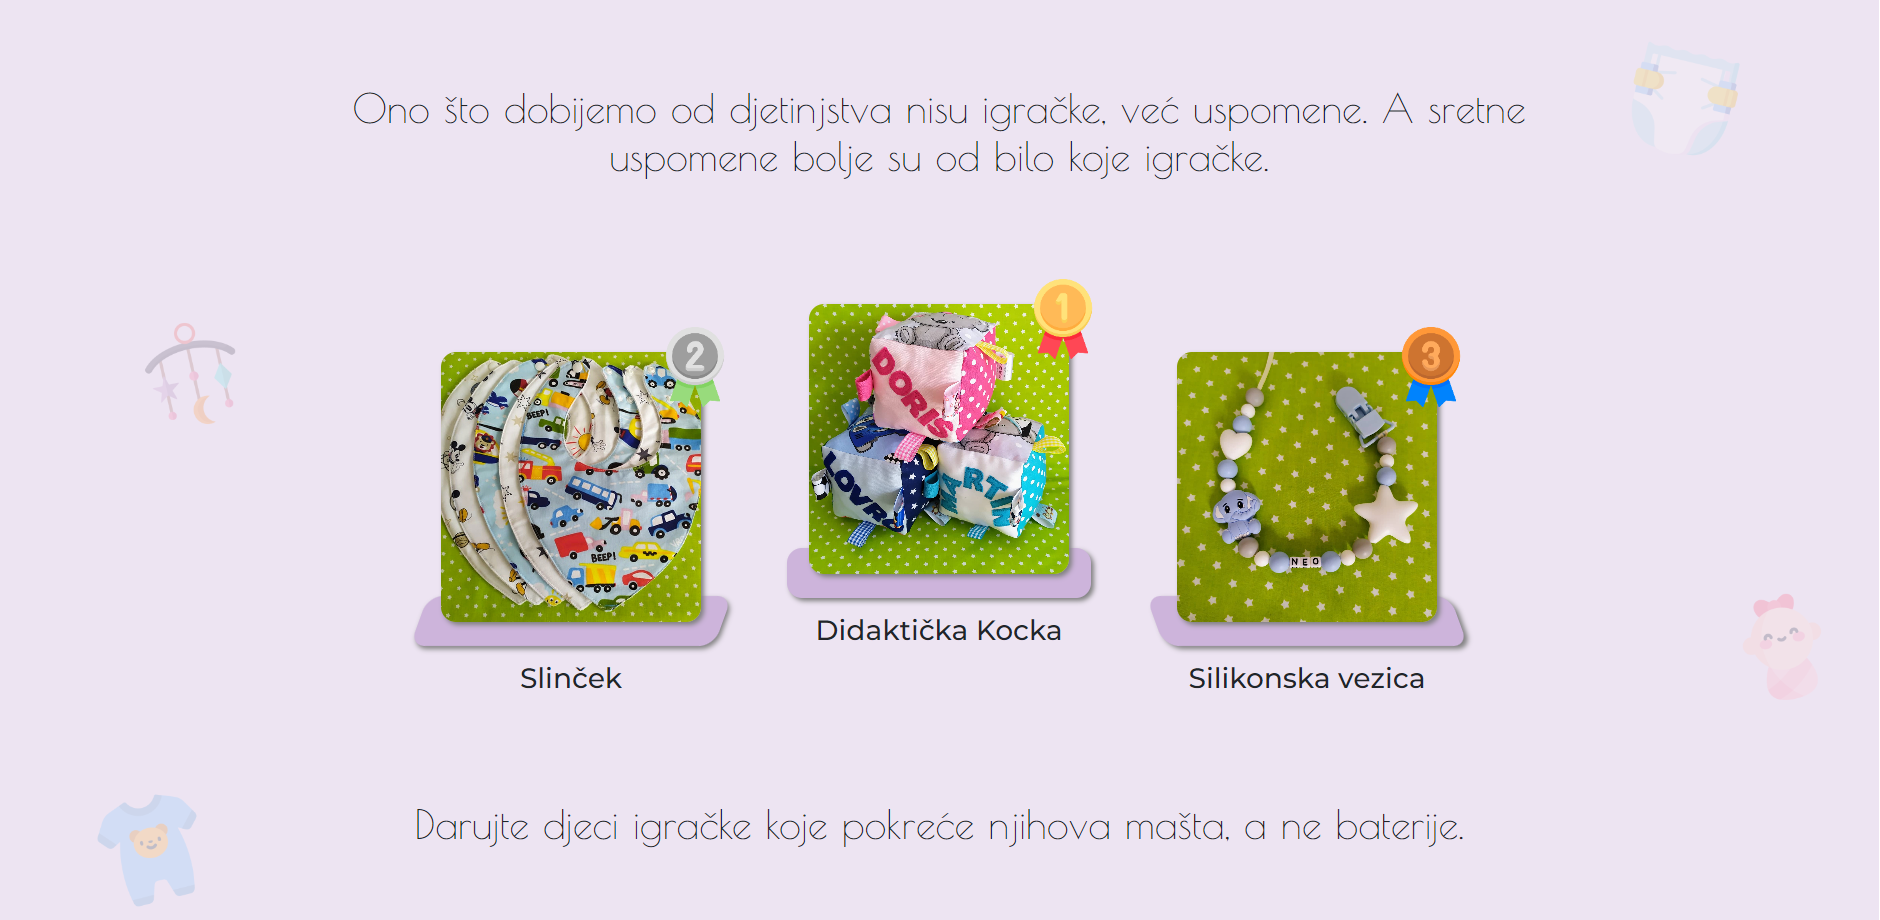 Ono što dobijemo od djetinjstva nisu igračke, već uspomene. A sretne
uspomene bolje su od bilo koje igračke.
2
1
3
BEEP!
BEEP!
DORIS
LOVRO
MARTIN
NEO
Slinček
Didaktička Kocka
Silikonska vezica
Darujte djeci igračke koje pokreće njihova mašta, a ne baterije.